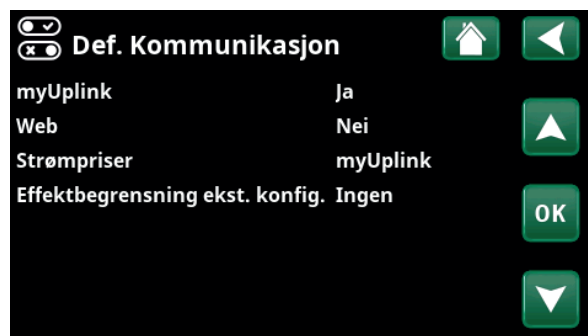 Def. Kommunikasjon
myUplink Ja
Web Nei
Strømpriser myUplink
Effektbegrensning ekst. konfig. Ingen
OK